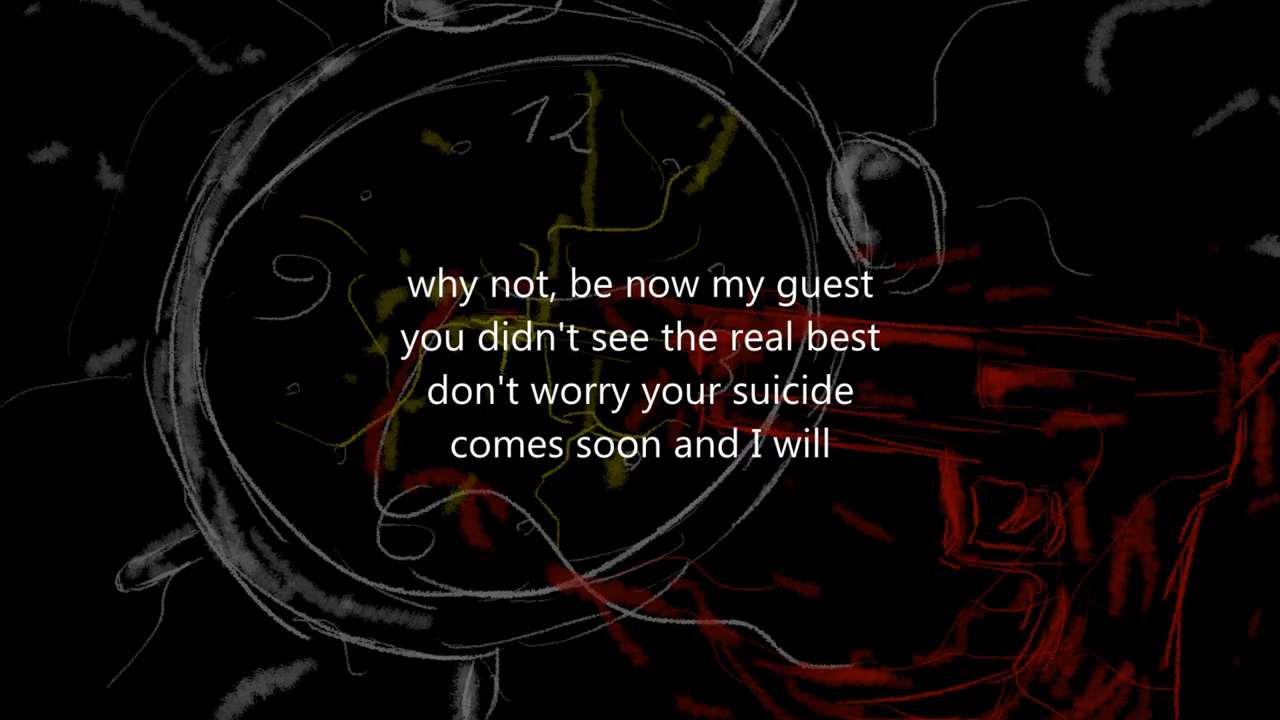 12
why not, be now my guest
you didn't see the real best
don't worry your suicide
comes soon and I will